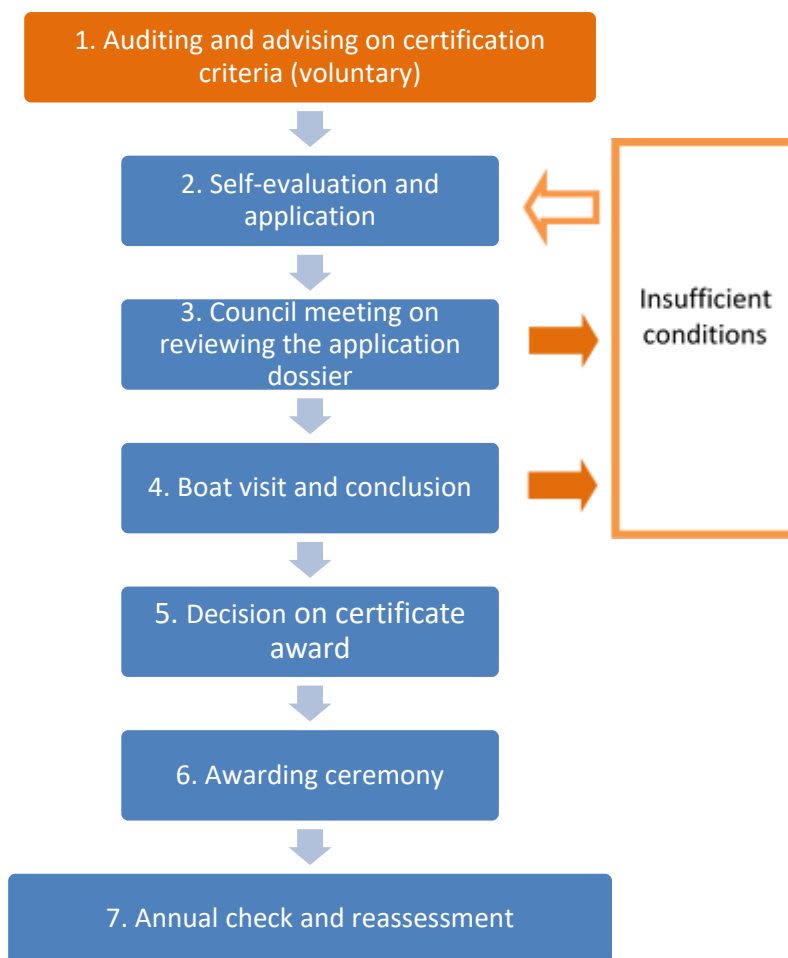 1. Auditing and advising on certification
criteria (voluntary)
2. Self-evaluation and
application
3. Council meeting on
reviewing the application
dossier
Insufficient
conditions
4. Boat visit and conclusion
5. Decision on certificate
award
6. Awarding ceremony
7. Annual check and reassessment